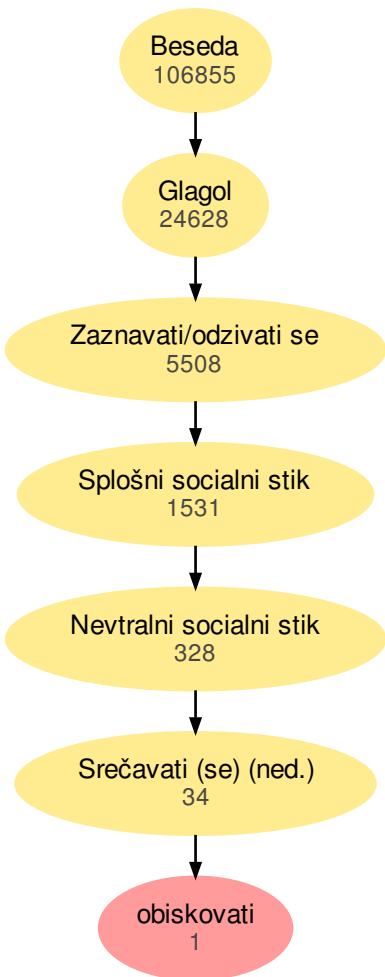 Beseda
106855
Glagol
24628
Zaznavati/odzivati se
5508
Splošni socialni stik
1531
Nevtralni socialni stik
328
Srečavati (se) (ned.)
34
obiskovati
1